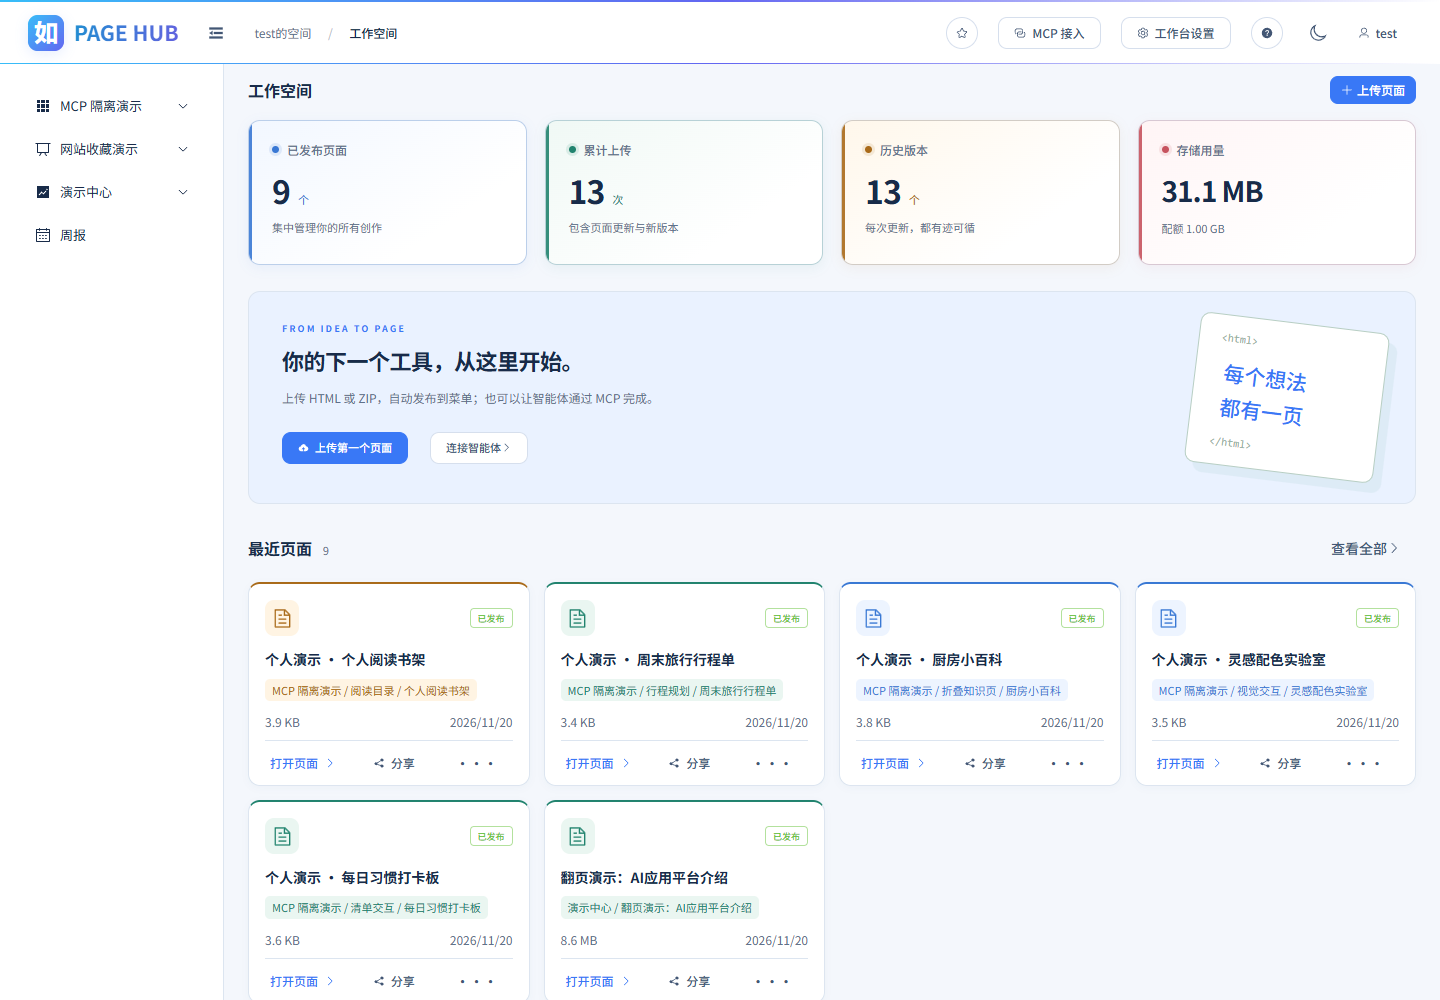 如 PAGE HUB
test的空间 / 工作空间
MCP 接入
工作台设置
test
MCP 隔离演示
网站收藏演示
演示中心
周报
工作空间
上传页面
已发布页面
9 个
集中管理你的所有创作
累计上传
13 次
包含页面更新与新版本
历史版本
13 个
每次更新，都有迹可循
存储用量
31.1 MB
配额 1.00 GB
FROM IDEA TO PAGE
你的下一个工具，从这里开始。
上传 HTML 或 ZIP，自动发布到菜单；也可以让智能体通过 MCP 完成。
上传第一个页面
连接智能体
<html>
每个想法
都有一页
</html>
最近页面 9
查看全部
已发布
个人演示 · 个人阅读书架
MCP 隔离演示 / 阅读目录 / 个人阅读书架
3.9 KB 2026/11/20
打开页面 分享
已发布
个人演示 · 周末旅行行程单
MCP 隔离演示 / 行程规划 / 周末旅行行程单
3.4 KB 2026/11/20
打开页面 分享
已发布
个人演示 · 厨房小百科
MCP 隔离演示 / 折叠知识页 / 厨房小百科
3.8 KB 2026/11/20
打开页面 分享
已发布
个人演示 · 灵感配色实验室
MCP 隔离演示 / 视觉交互 / 灵感配色实验室
3.5 KB 2026/11/20
打开页面 分享
已发布
个人演示 · 每日习惯打卡板
MCP 隔离演示 / 清单交互 / 每日习惯打卡板
3.6 KB 2026/11/20
打开页面 分享
已发布
翻页演示：AI应用平台介绍
演示中心 / 翻页演示：AI应用平台介绍
8.6 MB 2026/11/20
打开页面 分享